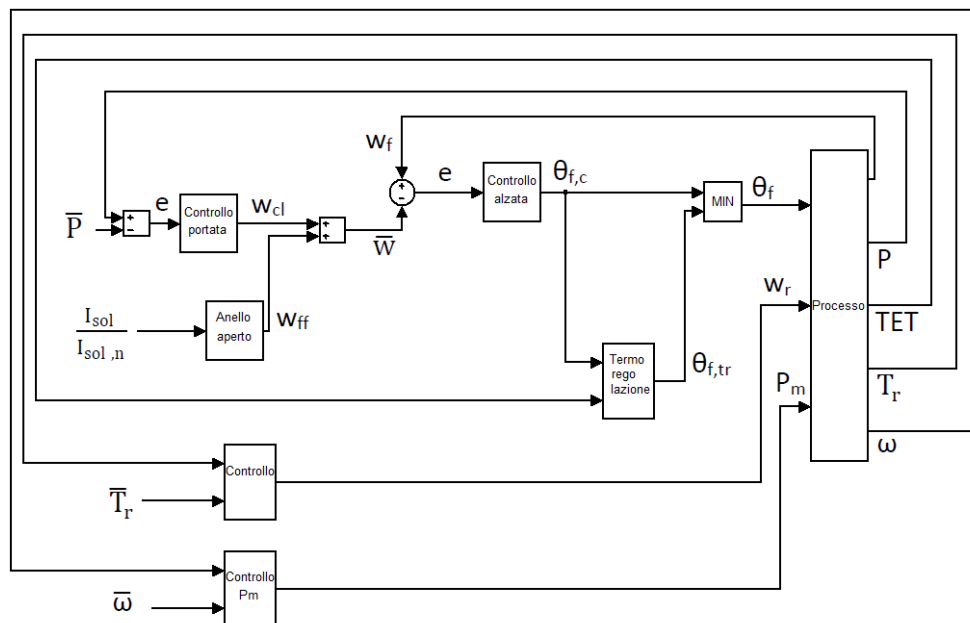 w_f
e
Controllo
alzata
θ_f,c
MIN
θ_f
P̅
+
−
e
Controllo
portata
w_cl
+
+
w̅
+
−
P
I_sol
I_sol ,n
Anello
aperto
w_ff
w_r
Processo
TET
Termo
rego
lazione
θ_f,tr
P_m
T_r
ω
Controllo
T̅_r
Controllo
Pm
ω̅